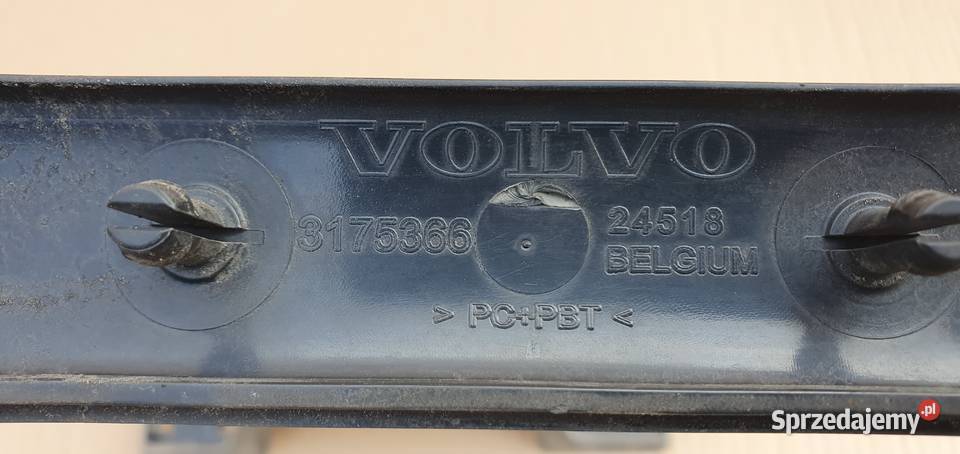 VOLVO
3175366
24518
BELGIUM
> PC+PBT <
Sprzedajemy.pl